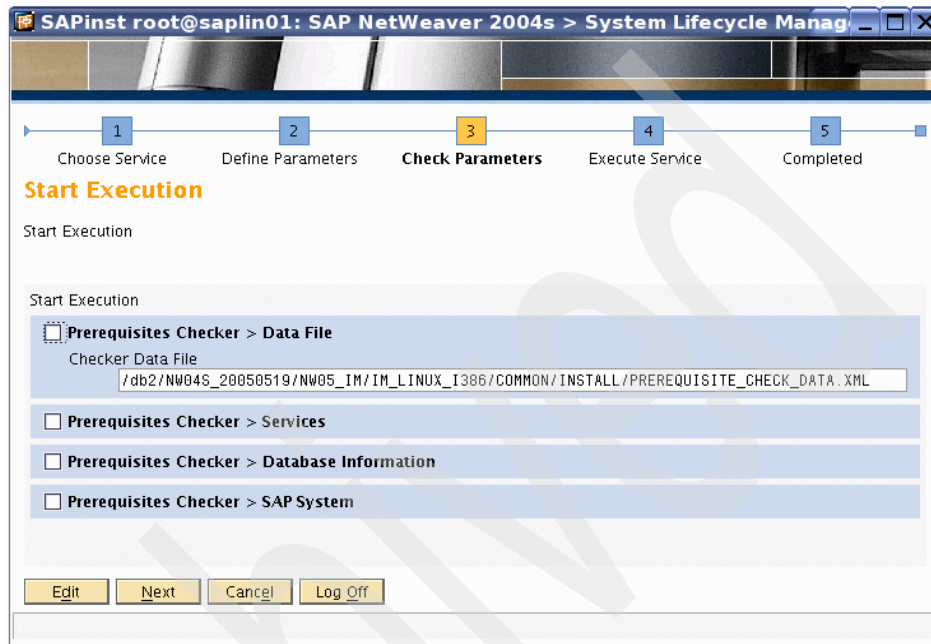 SAPinst root@saplin01: SAP NetWeaver 2004s > System Lifecycle Manag
1 2 3 4 5
Choose Service Define Parameters Check Parameters Execute Service Completed
Start Execution
Start Execution
Start Execution
Prerequisites Checker > Data File
Checker Data File
/db2/NW04S_20050519/NW05_IM/IM_LINUX_I386/COMMON/INSTALL/PREREQUISITE_CHECK_DATA.XML
Prerequisites Checker > Services
Prerequisites Checker > Database Information
Prerequisites Checker > SAP System
Edit Next Cancel Log Off